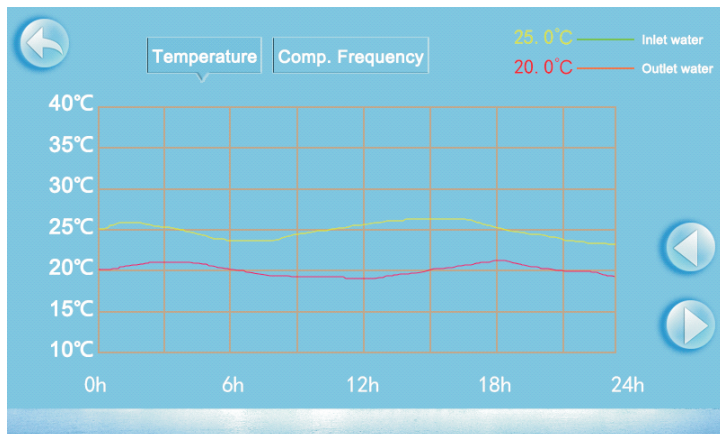 25.0°C Inlet water
Temperature Comp. Frequency
20.0°C Outlet water
40℃
35℃
30℃
25℃
20℃
15℃
10℃
0h 6h 12h 18h 24h